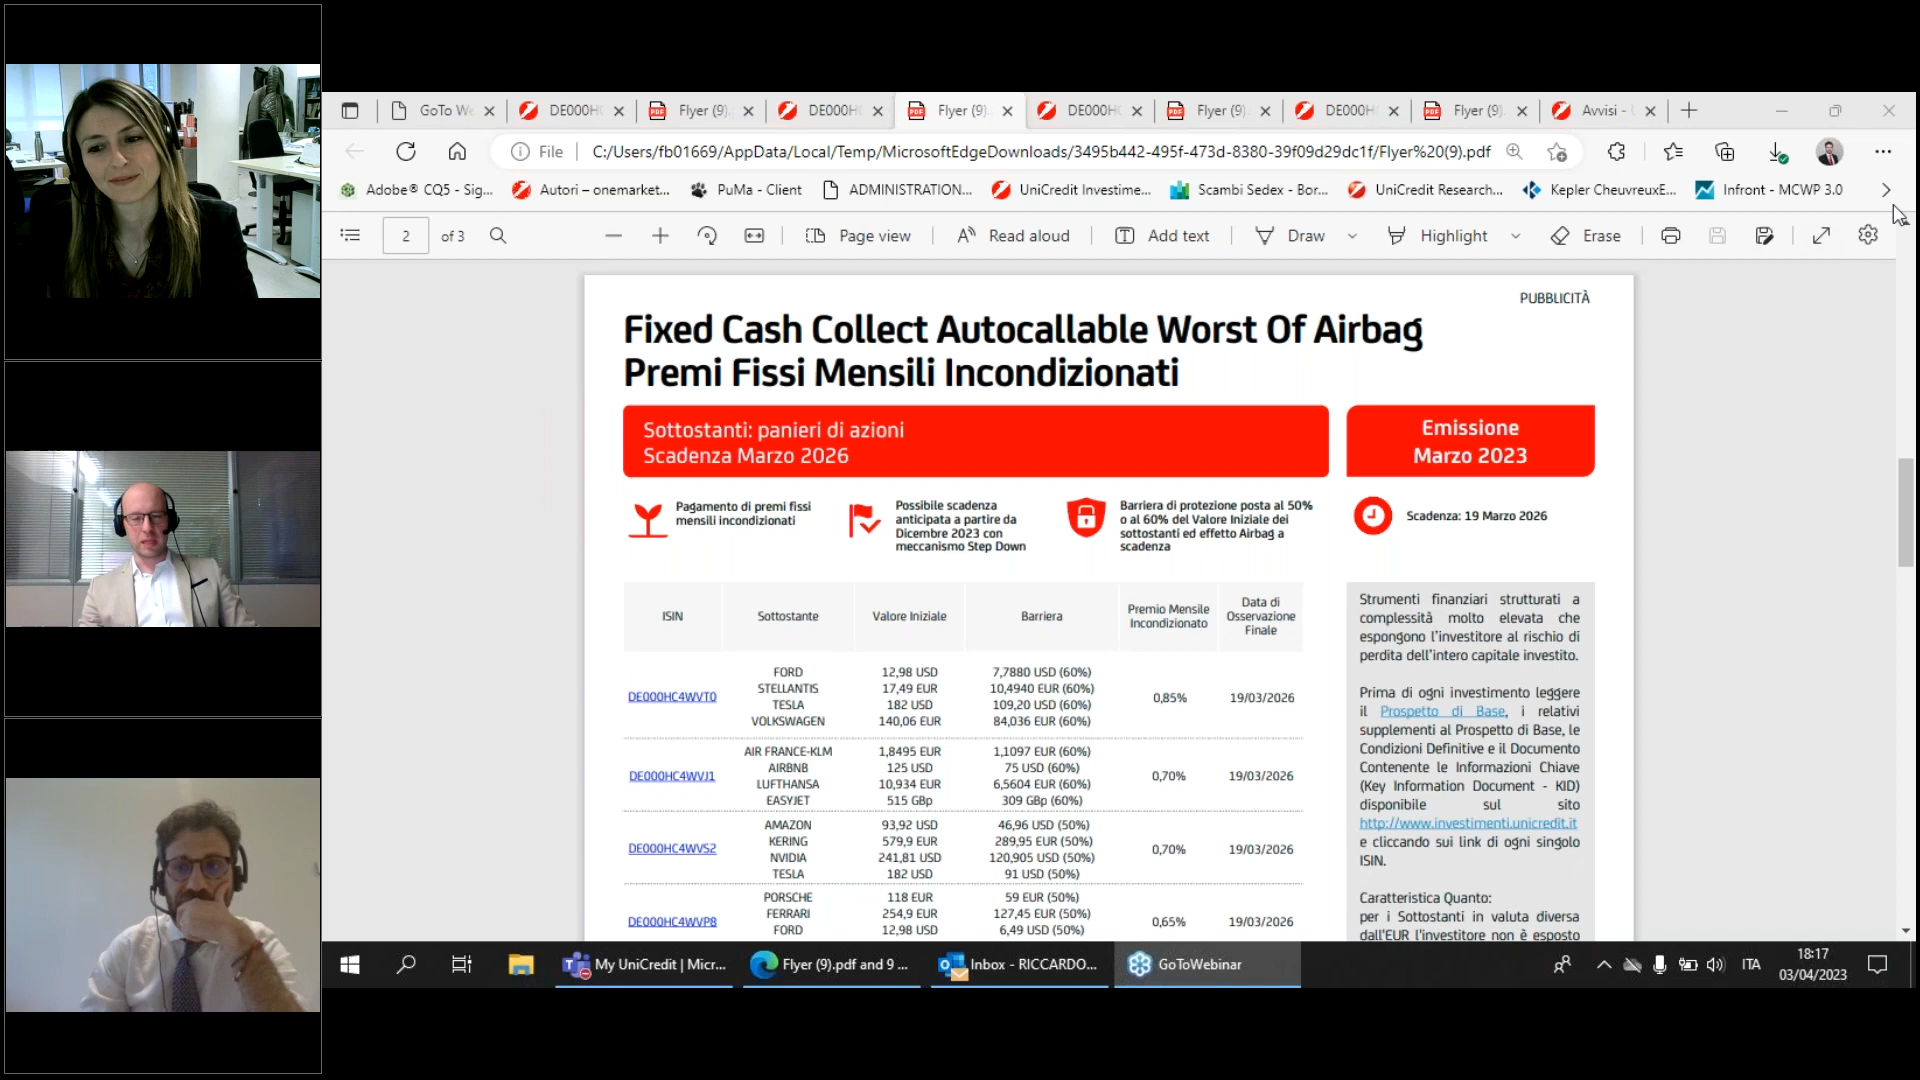 GoTo We
DE000H
Flyer (9).
DE000H
Flyer (9).
DE000H
Flyer (9).
DE000H
Flyer (9).
Avvisi -
File
C:/Users/fb01669/AppData/Local/Temp/MicrosoftEdgeDownloads/3495b442-495f-473d-8380-39f09d29dc1f/Flyer%20(9).pdf
Adobe® CQ5 - Sig...
Autori – onemarket...
PuMa - Client
ADMINISTRATION...
UniCredit Investime...
Scambi Sedex - Bor...
UniCredit Research...
Kepler CheuvreuxE...
Infront - MCWP 3.0
2 of 3
Page view
Read aloud
Add text
Draw
Highlight
Erase
PUBBLICITÀ
Fixed Cash Collect Autocallable Worst Of Airbag
Premi Fissi Mensili Incondizionati
Sottostanti: panieri di azioni
Scadenza Marzo 2026
Emissione
Marzo 2023
Pagamento di premi fissi
mensili incondizionati
Possibile scadenza
anticipata a partire da
Dicembre 2023 con
meccanismo Step Down
Barriera di protezione posta al 50%
o al 60% del Valore Iniziale dei
sottostanti ed effetto Airbag a
scadenza
Scadenza: 19 Marzo 2026
ISIN
Sottostante
Valore Iniziale
Barriera
Premio Mensile
Incondizionato
Data di
Osservazione
Finale
DE000HC4WVT0
FORD 12,98 USD 7,7880 USD (60%)
STELLANTIS 17,49 EUR 10,4940 EUR (60%)
TESLA 182 USD 109,20 USD (60%)
VOLKSWAGEN 140,06 EUR 84,036 EUR (60%)
0,85%
19/03/2026
DE000HC4WVJ1
AIR FRANCE-KLM 1,8495 EUR 1,1097 EUR (60%)
AIRBNB 125 USD 75 USD (60%)
LUFTHANSA 10,934 EUR 6,5604 EUR (60%)
EASYJET 515 GBp 309 GBp (60%)
0,70%
19/03/2026
DE000HC4WVS2
AMAZON 93,92 USD 46,96 USD (50%)
KERING 579,9 EUR 289,95 EUR (50%)
NVIDIA 241,81 USD 120,905 USD (50%)
TESLA 182 USD 91 USD (50%)
0,70%
19/03/2026
DE000HC4WVP8
PORSCHE 118 EUR 59 EUR (50%)
FERRARI 254,9 EUR 127,45 EUR (50%)
FORD 12,98 USD 6,49 USD (50%)
0,65%
19/03/2026
Strumenti finanziari strutturati a
complessità molto elevata che
espongono l'investitore al rischio di
perdita dell'intero capitale investito.
Prima di ogni investimento leggere
il Prospetto di Base, i relativi
supplementi al Prospetto di Base, le
Condizioni Definitive e il Documento
Contenente le Informazioni Chiave
(Key Information Document - KID)
disponibile sul sito
http://www.investimenti.unicredit.it
e cliccando sui link di ogni singolo
ISIN.
Caratteristica Quanto:
per i Sottostanti in valuta diversa
dall'EUR l'investitore non è esposto
My UniCredit | Micr...
Flyer (9).pdf and 9 ...
Inbox - RICCARDO...
GoToWebinar
ITA
18:17
03/04/2023